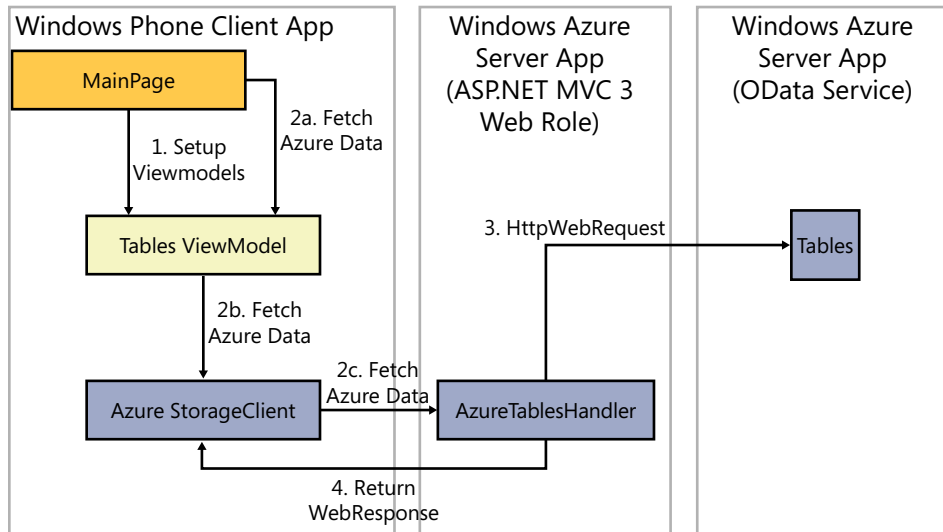 Windows Phone Client App
MainPage
1. Setup
Viewmodels
2a. Fetch
Azure Data
Tables ViewModel
2b. Fetch
Azure Data
Azure StorageClient
2c. Fetch
Azure Data
4. Return
WebResponse
Windows Azure
Server App
(ASP.NET MVC 3
Web Role)
AzureTablesHandler
3. HttpWebRequest
Windows Azure
Server App
(OData Service)
Tables